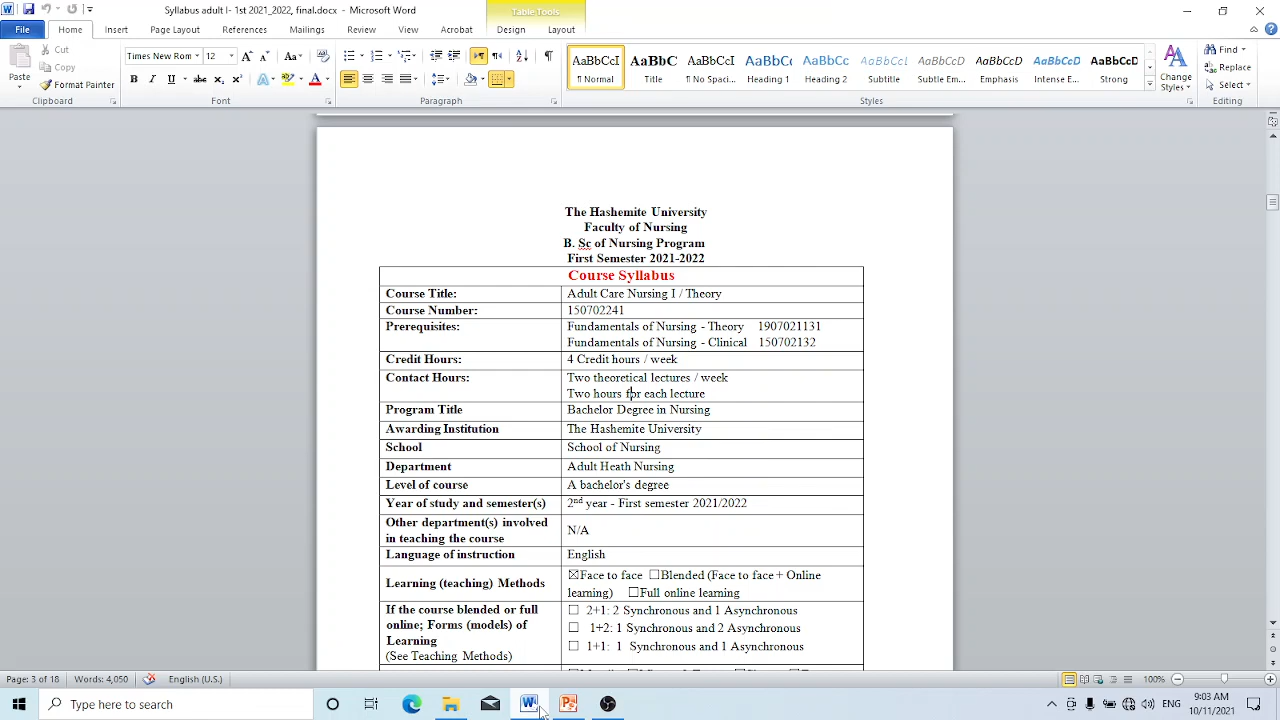 Syllabus adult I- 1st 2021_2022, final.docx - Microsoft Word
Table Tools
File Home Insert Page Layout References Mailings Review View Acrobat Design Layout
Paste
Cut
Copy
Format Painter
Clipboard
Times New Rom 12
Font
Paragraph
AaBbCcI AaBbC AaBbCcI AaBbCc AaBbCc AaBbCcI AaBbCcD AaBbCcD AaBbCcD AaBbCc
¶ Normal Title ¶ No Spaci... Heading 1 Heading 2 Subtitle Subtle Em... Emphasis Intense E... Strong
Change Styles
Styles
Find
Replace
Select
Editing
The Hashemite University
Faculty of Nursing
B. Sc of Nursing Program
First Semester 2021-2022
Course Syllabus
Course Title: Adult Care Nursing I / Theory
Course Number: 150702241
Prerequisites: Fundamentals of Nursing - Theory 1907021131
Fundamentals of Nursing - Clinical 150702132
Credit Hours: 4 Credit hours / week
Contact Hours: Two theoretical lectures / week
Two hours for each lecture
Program Title Bachelor Degree in Nursing
Awarding Institution The Hashemite University
School School of Nursing
Department Adult Heath Nursing
Level of course A bachelor's degree
Year of study and semester(s) 2nd year - First semester 2021/2022
Other department(s) involved
in teaching the course N/A
Language of instruction English
Learning (teaching) Methods ☒Face to face ☐Blended (Face to face + Online
learning) ☐Full online learning
If the course blended or full
online; Forms (models) of
Learning
(See Teaching Methods)
☐ 2+1: 2 Synchronous and 1 Asynchronous
☐ 1+2: 1 Synchronous and 2 Asynchronous
☐ 1+1: 1 Synchronous and 1 Asynchronous
Page: 3 of 18 Words: 4,050 English (U.S.) 100%
Type here to search
ENG
9:03 AM
10/11/2021